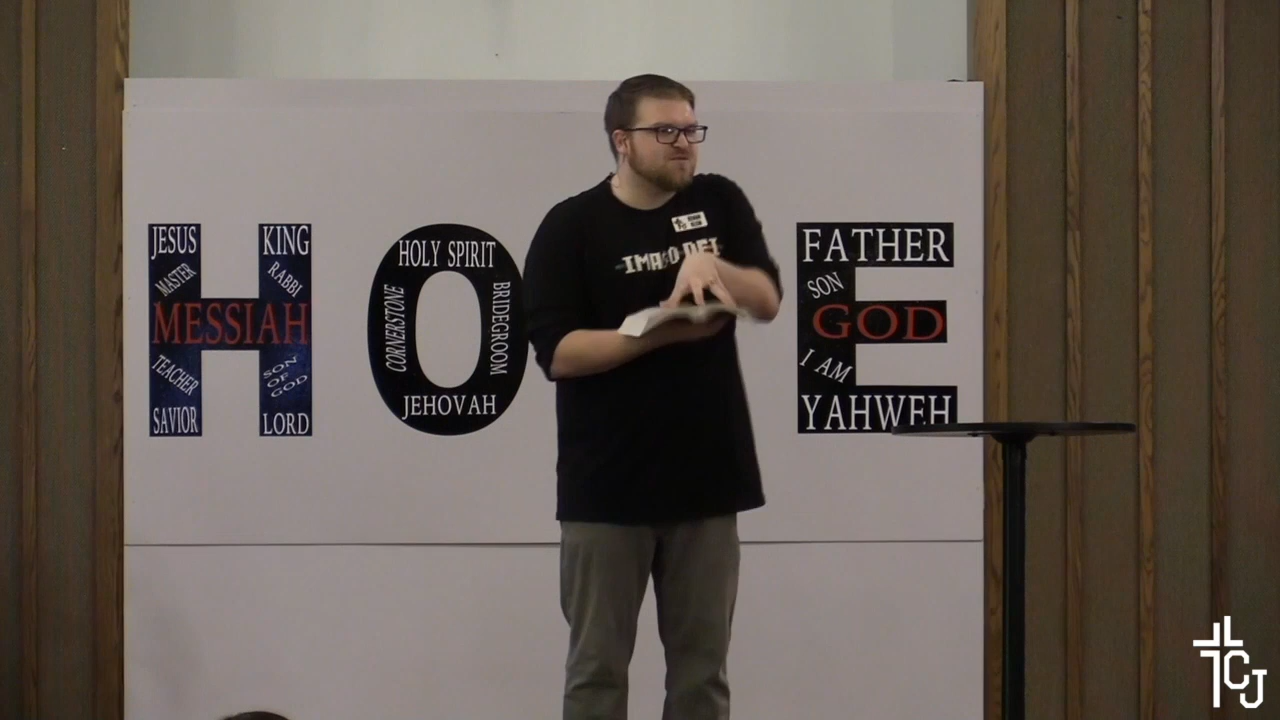 JESUS
KING
MASTER
RABBI
MESSIAH
TEACHER
SON
OF
GOD
SAVIOR
LORD
HOLY SPIRIT
CORNERSTONE
BRIDEGROOM
JEHOVAH
IMAGO DEI
FATHER
SON
GOD
I AM
YAHWEH
CJ